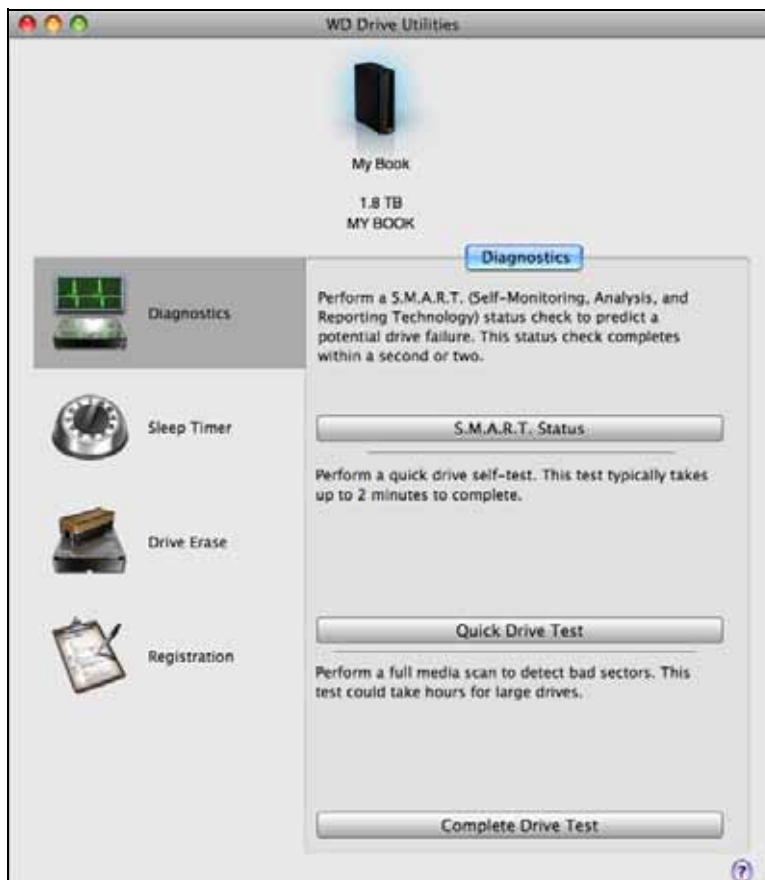 WD Drive Utilities
My Book
1.8 TB
MY BOOK
Diagnostics
Sleep Timer
Drive Erase
Registration
Diagnostics
Perform a S.M.A.R.T. (Self-Monitoring, Analysis, and
Reporting Technology) status check to predict a
potential drive failure. This status check completes
within a second or two.
S.M.A.R.T. Status
Perform a quick drive self-test. This test typically takes
up to 2 minutes to complete.
Quick Drive Test
Perform a full media scan to detect bad sectors. This
test could take hours for large drives.
Complete Drive Test
?